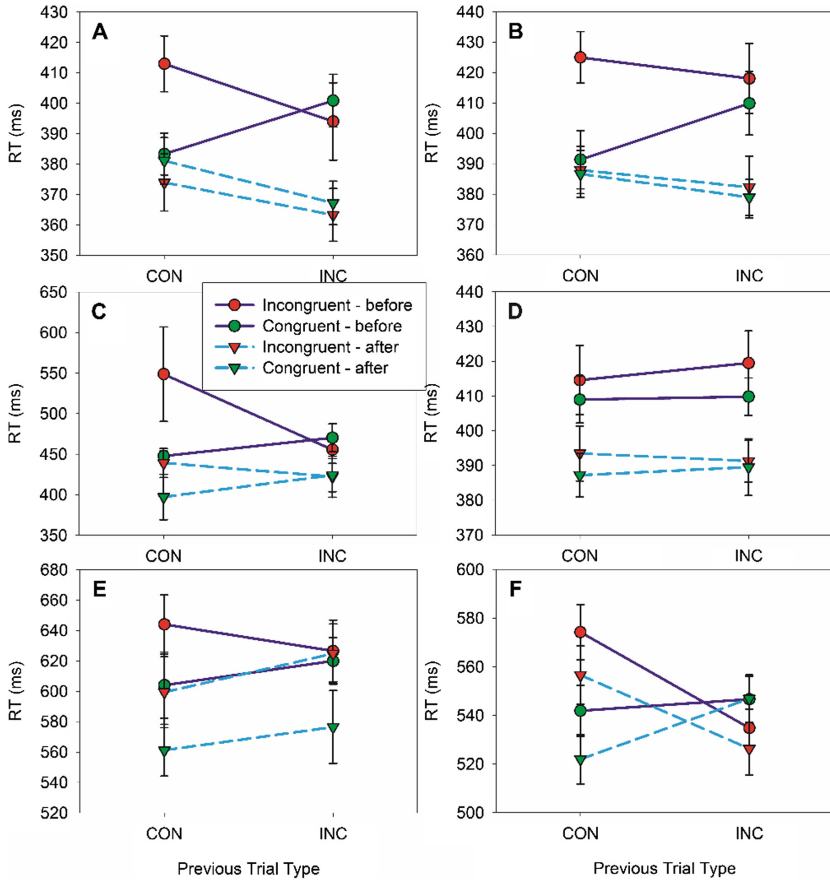 A
430
420
410
400
390
380
370
360
350
RT (ms)
CON
INC
B
440
430
420
410
400
390
380
370
360
RT (ms)
CON
INC
Incongruent - before
Congruent - before
Incongruent - after
Congruent - after
C
650
600
550
500
450
400
350
RT (ms)
CON
INC
D
430
420
410
400
390
380
370
RT (ms)
CON
INC
E
680
660
640
620
600
580
560
540
520
RT (ms)
CON
INC
Previous Trial Type
F
600
580
560
540
520
500
RT (ms)
CON
INC
Previous Trial Type